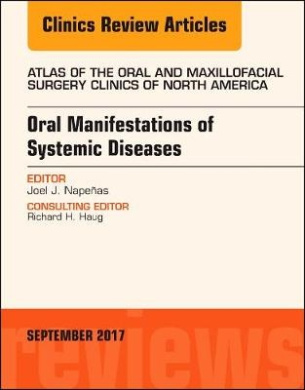 Clinics Review Articles
ATLAS OF THE ORAL AND MAXILLOFACIAL
SURGERY CLINICS OF NORTH AMERICA
Oral Manifestations of
Systemic Diseases
EDITOR
Joel J. Napeñas
CONSULTING EDITOR
Richard H. Haug
SEPTEMBER 2017
reviews